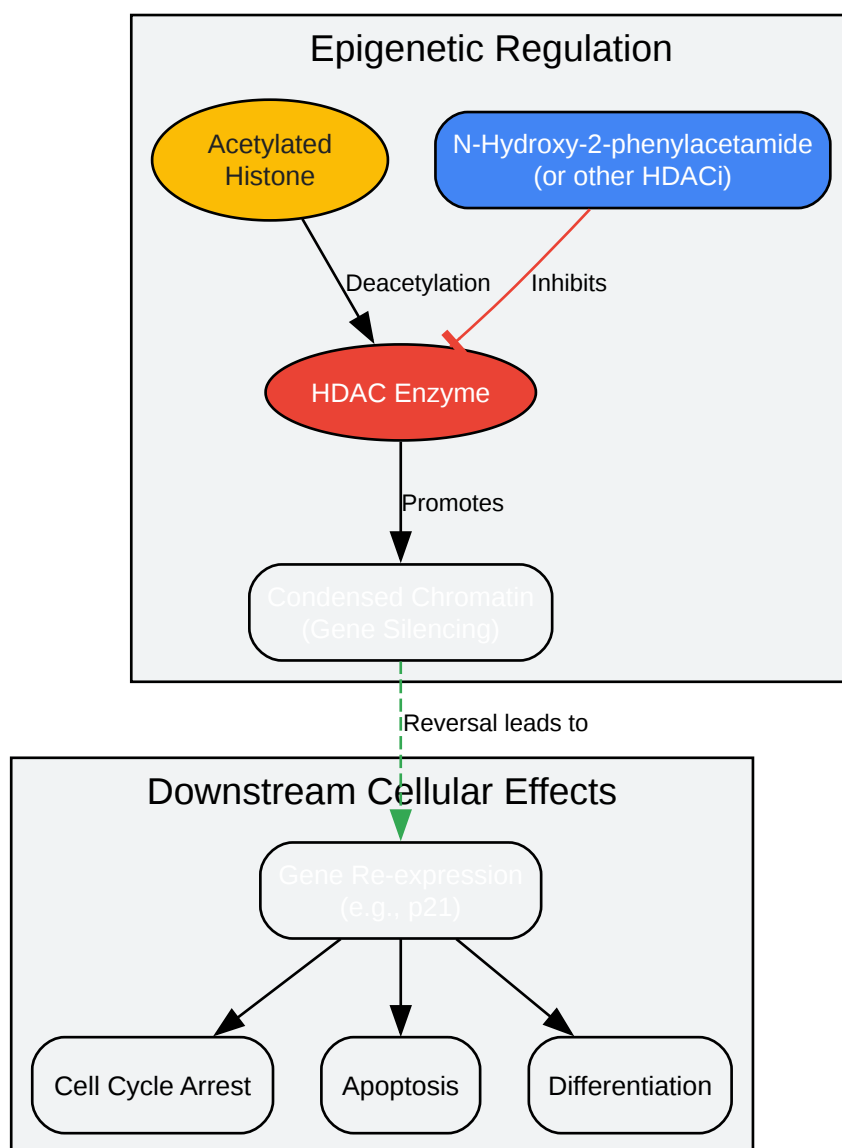 Epigenetic Regulation
Acetylated
Histone
N-Hydroxy-2-phenylacetamide
(or other HDACi)
Deacetylation
Inhibits
HDAC Enzyme
Promotes
Condensed Chromatin
(Gene Silencing)
Reversal leads to
Downstream Cellular Effects
Gene Re-expression
(e.g., p21)
Cell Cycle Arrest
Apoptosis
Differentiation